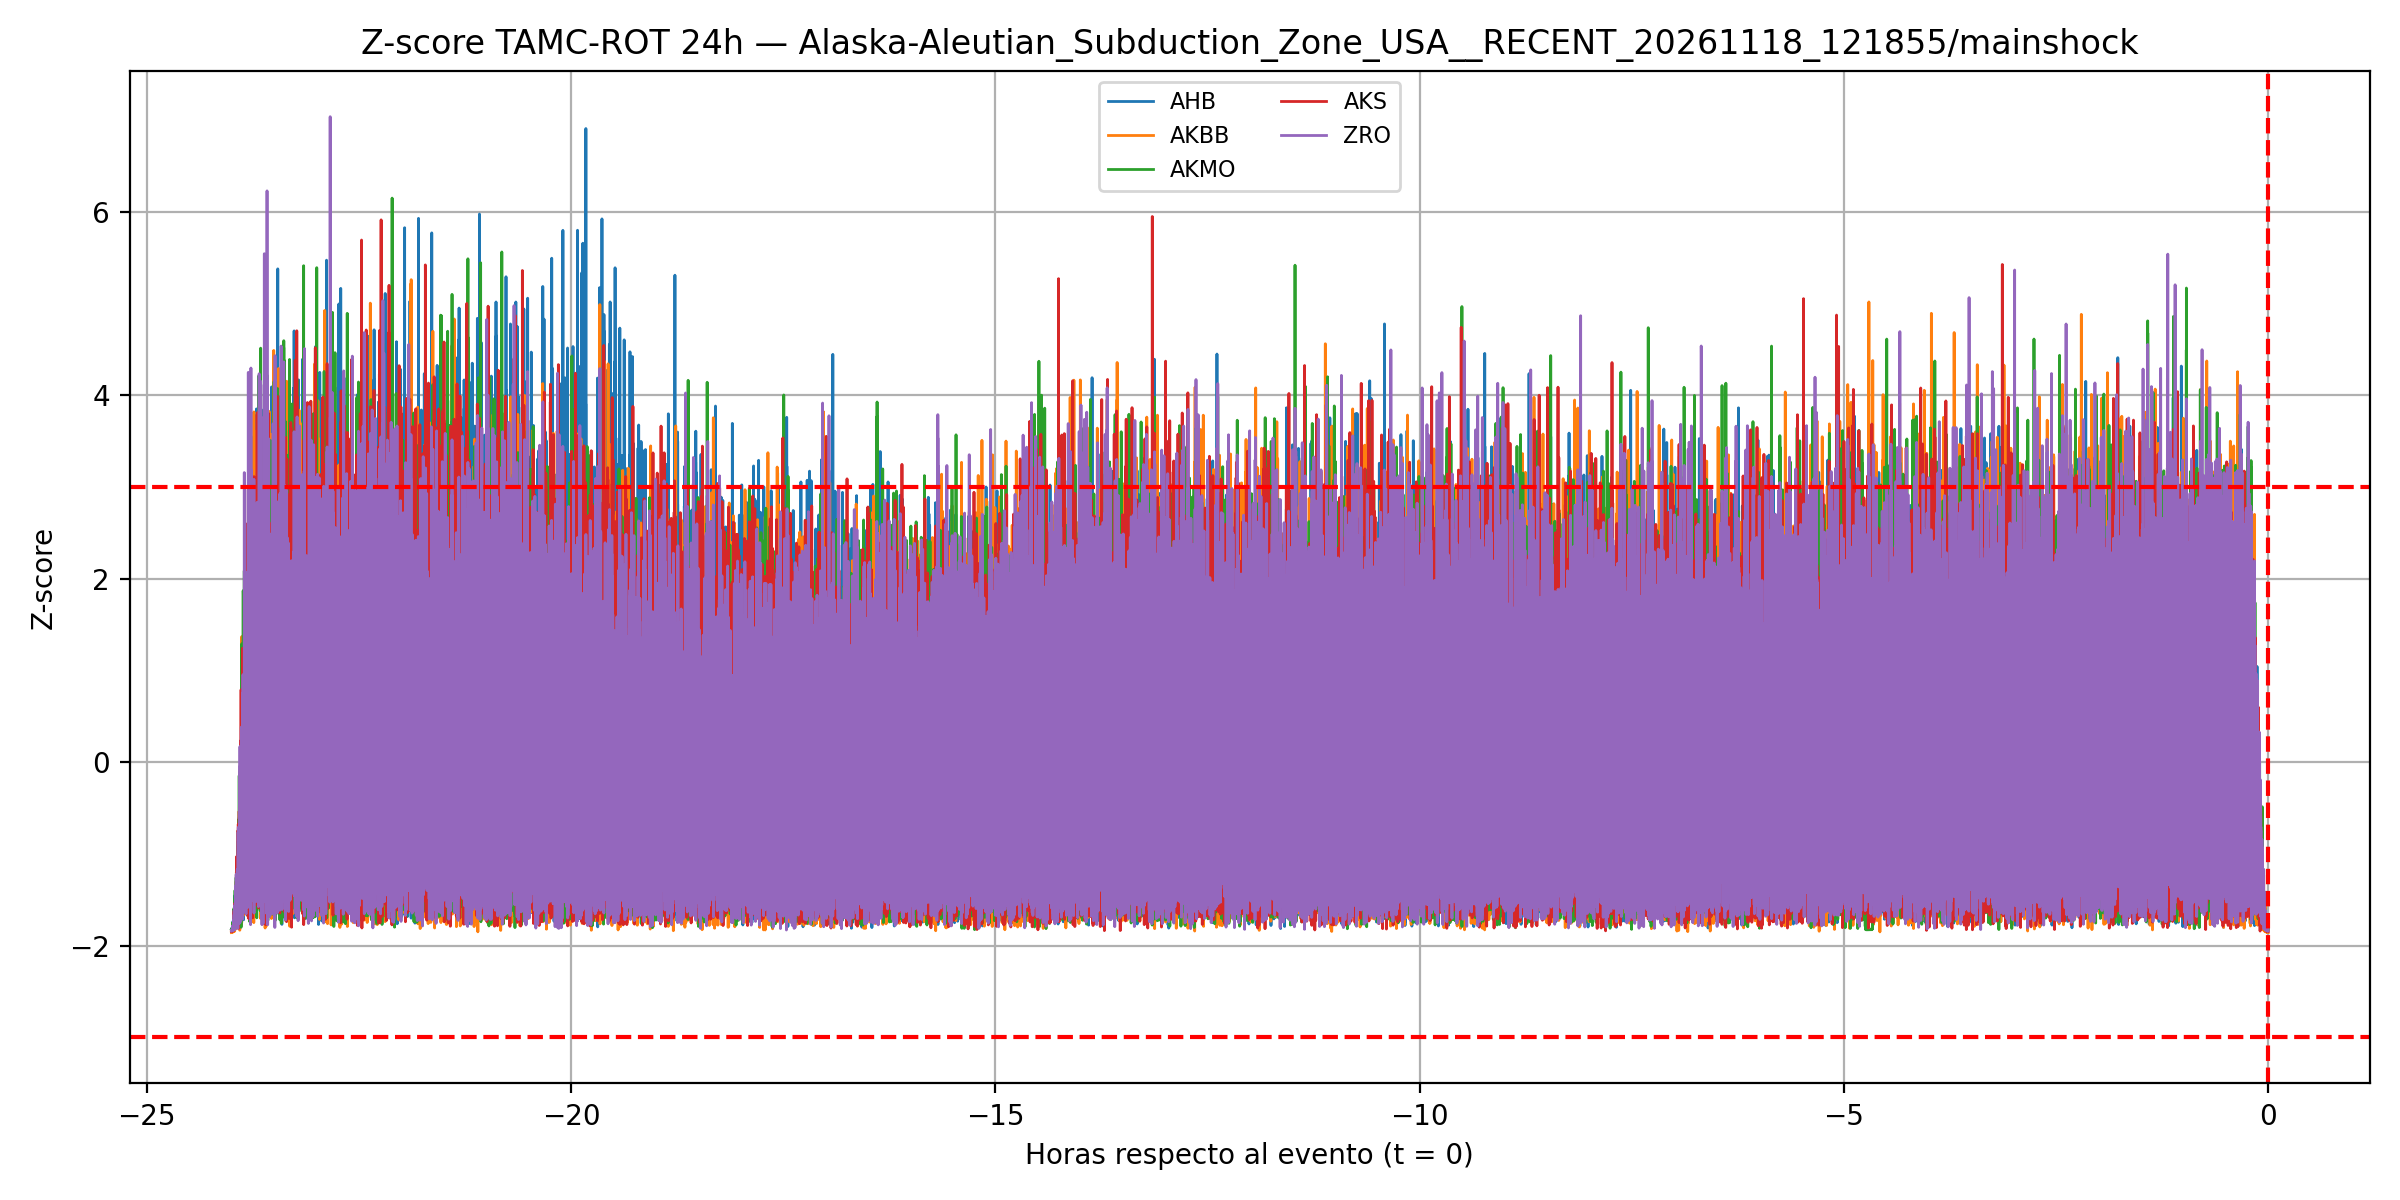 Z-score TAMC-ROT 24h — Alaska-Aleutian_Subduction_Zone_USA__RECENT_20261118_121855/mainshock
AHB
AKBB
AKMO
AKS
ZRO
6
4
2
0
−2
Z-score
−25
−20
−15
−10
−5
0
Horas respecto al evento (t = 0)